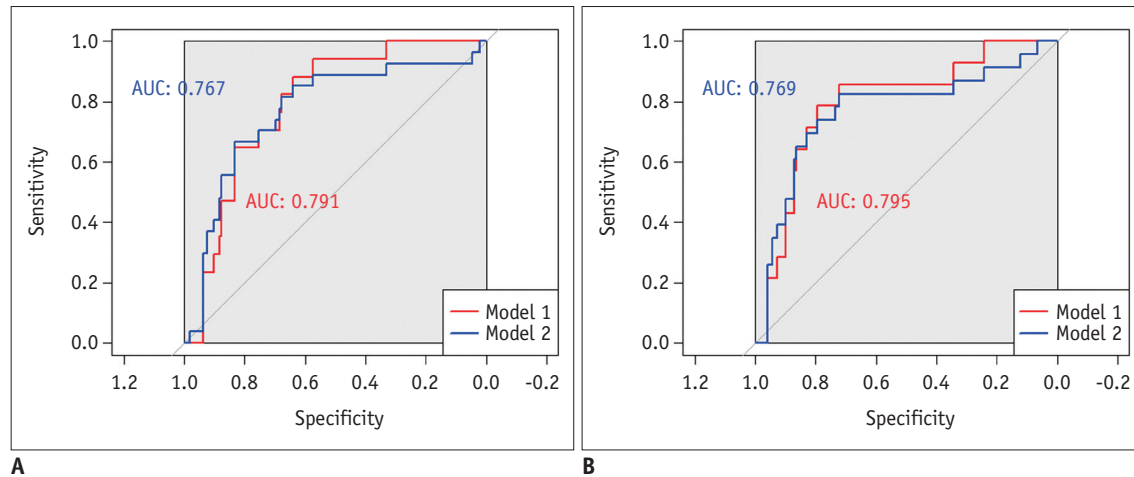 1.0
0.8
0.6
0.4
0.2
0.0
Sensitivity
AUC: 0.767
AUC: 0.791
Model 1
Model 2
1.2 1.0 0.8 0.6 0.4 0.2 0.0 -0.2
Specificity
A
1.0
0.8
0.6
0.4
0.2
0.0
Sensitivity
AUC: 0.769
AUC: 0.795
Model 1
Model 2
1.2 1.0 0.8 0.6 0.4 0.2 0.0 -0.2
Specificity
B